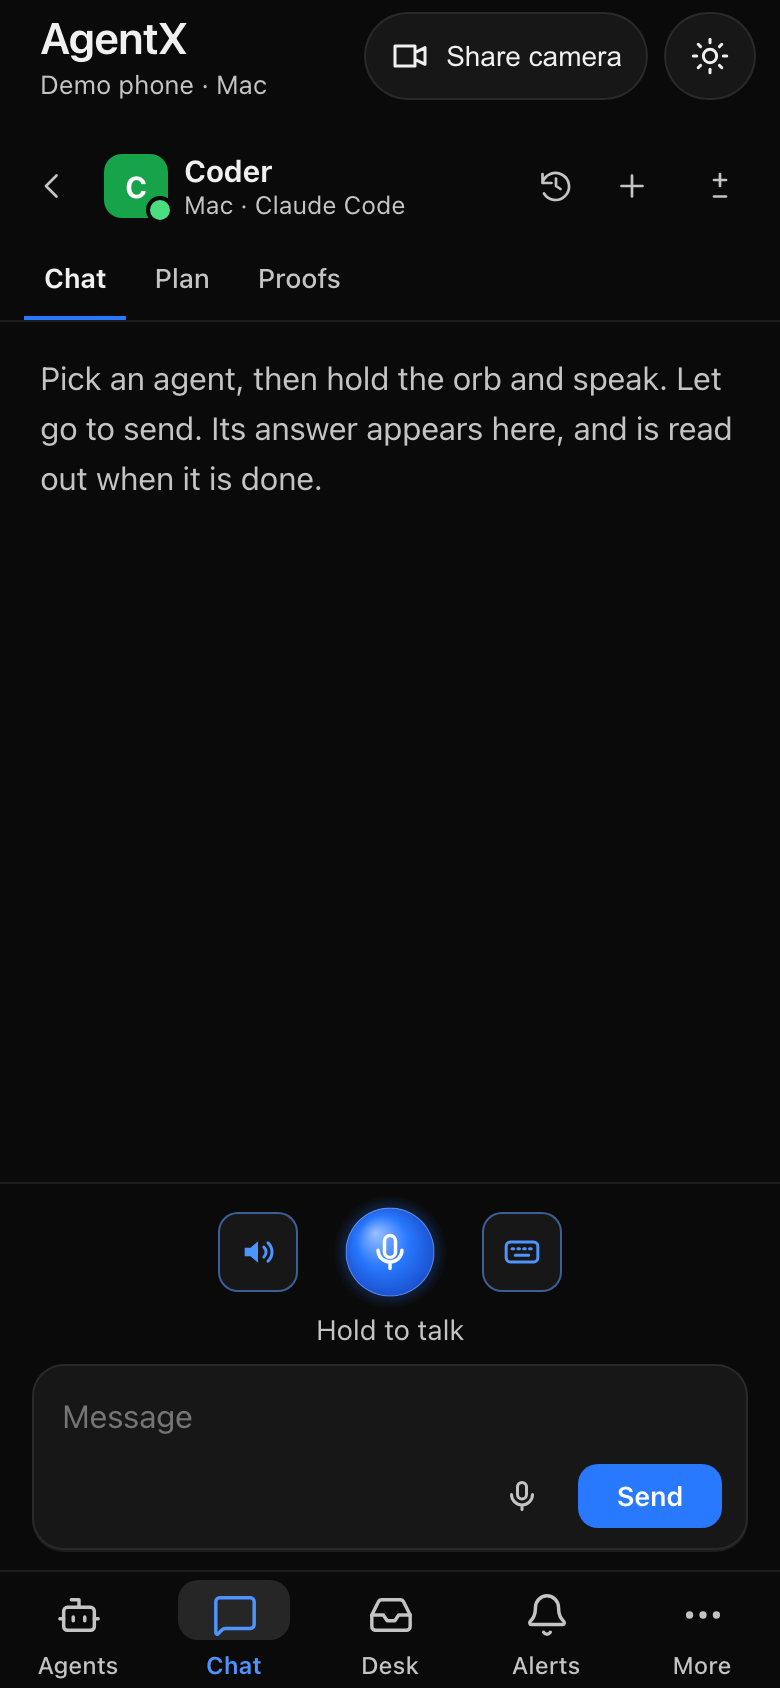 AgentX
Demo phone · Mac
Share camera
C
Coder
Mac · Claude Code
Chat
Plan
Proofs
Pick an agent, then hold the orb and speak. Let
go to send. Its answer appears here, and is read
out when it is done.
Hold to talk
Message
Send
Agents
Chat
Desk
Alerts
More